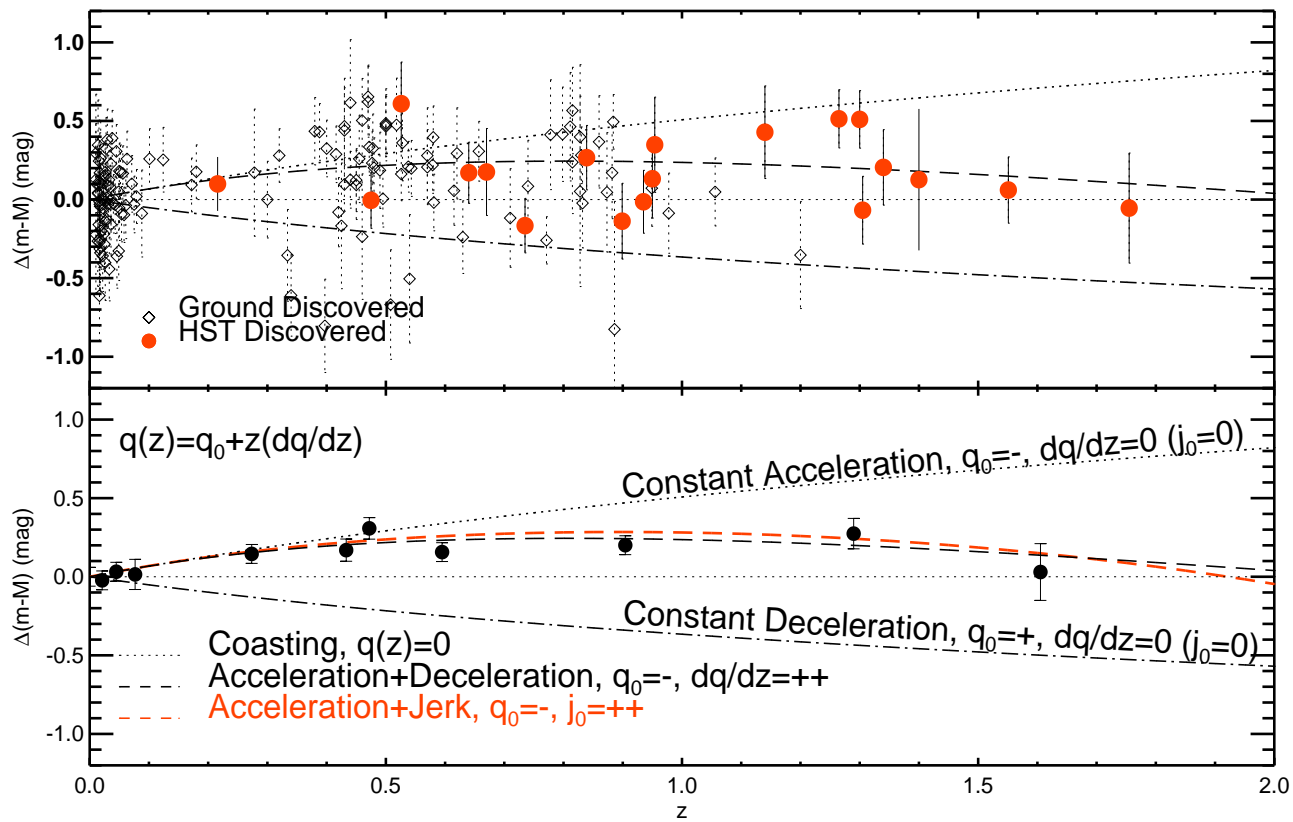 1.0
0.5
0.0
-0.5
-1.0
Δ(m-M) (mag)
Ground Discovered
HST Discovered
1.0
0.5
0.0
-0.5
-1.0
Δ(m-M) (mag)
q(z)=q₀+z(dq/dz)
Constant Acceleration, q₀=-, dq/dz=0 (j₀=0)
Constant Deceleration, q₀=+, dq/dz=0 (j₀=0)
Coasting, q(z)=0
Acceleration+Deceleration, q₀=-, dq/dz=++
Acceleration+Jerk, q₀=-, j₀=++
0.0 0.5 1.0 1.5 2.0
z